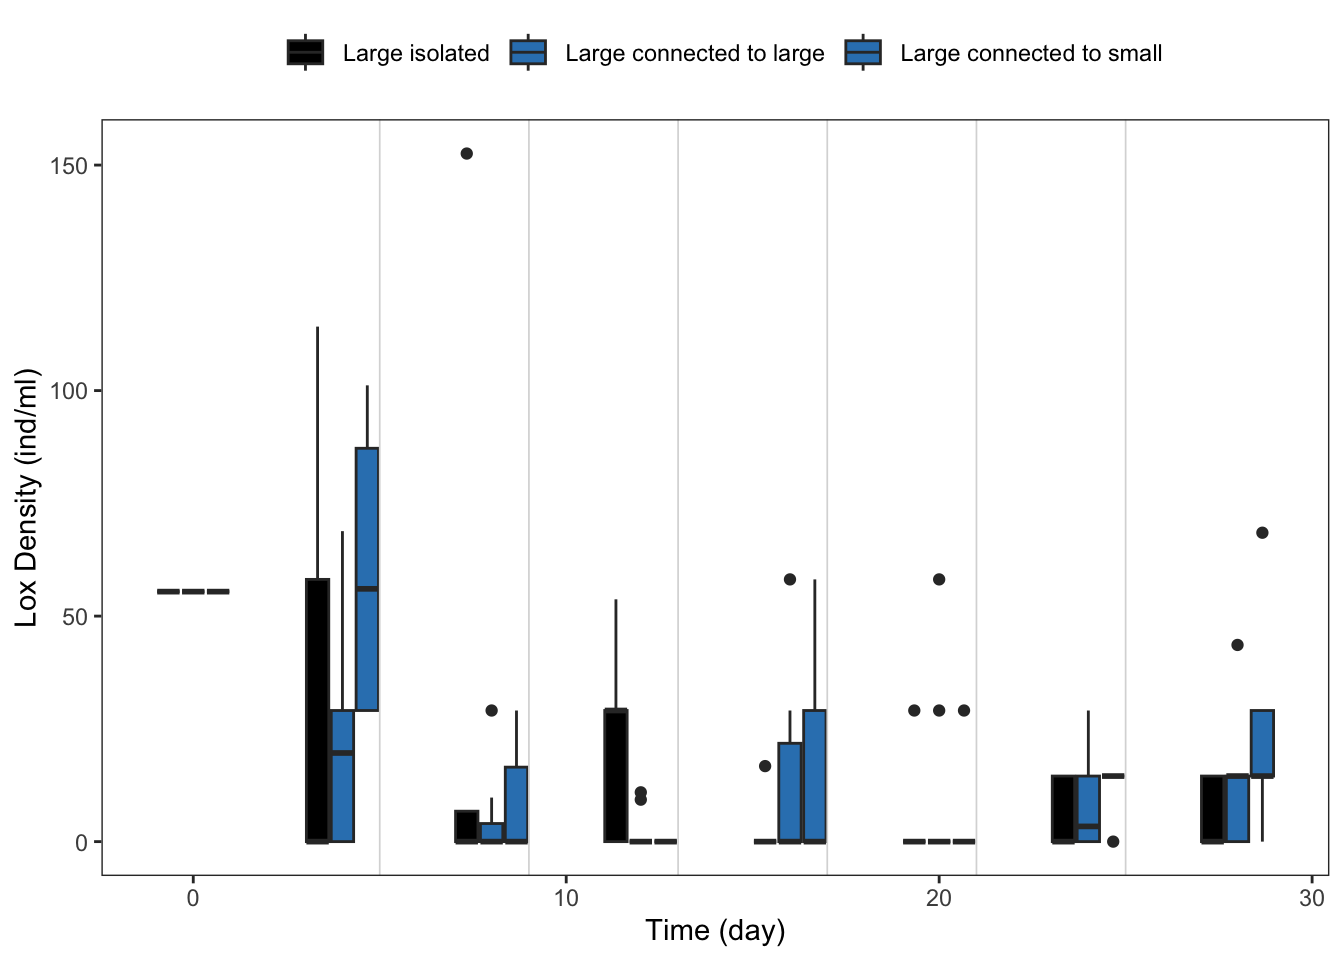 Large isolated Large connected to large Large connected to small
150
100
50
0
Lox Density (ind/ml)
0 10 20 30
Time (day)